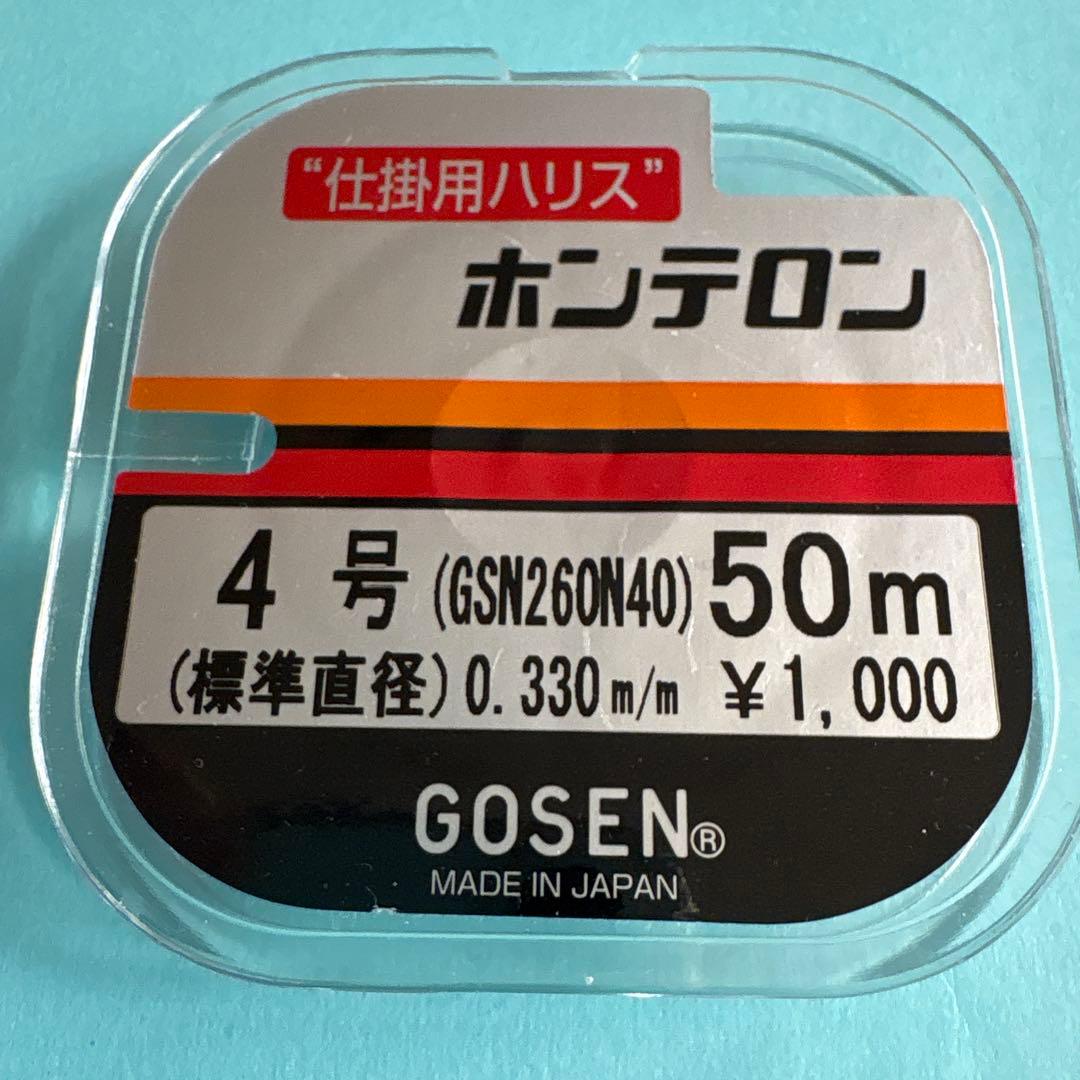 “仕掛用ハリス”
ホンテロン
4号(GSN260N40)50m
(標準直径)0.330m/m ¥1,000
GOSEN®
MADE IN JAPAN